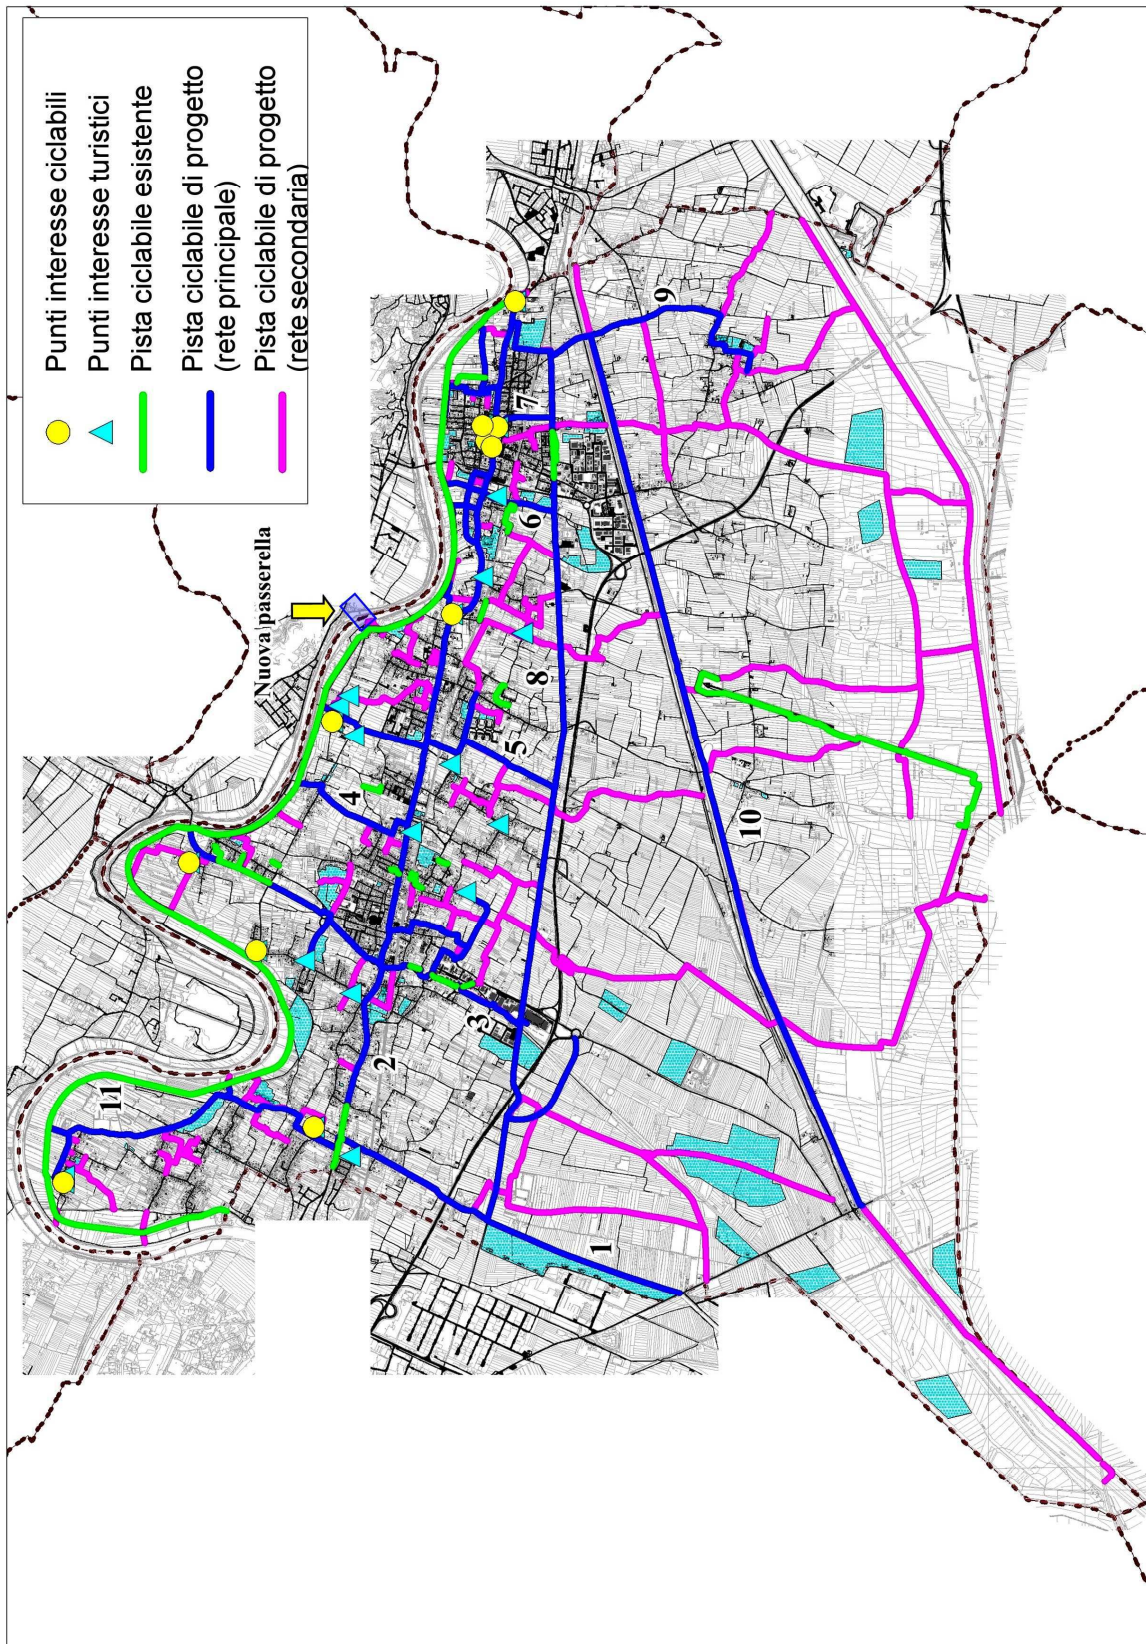 Punti interesse ciclabili
Punti interesse turistici
Pista ciclabile esistente
Pista ciclabile di progetto
(rete principale)
Pista ciclabile di progetto
(rete secondaria)
Nuova passerella
11
4
2
3
1
5
8
6
7
9
10